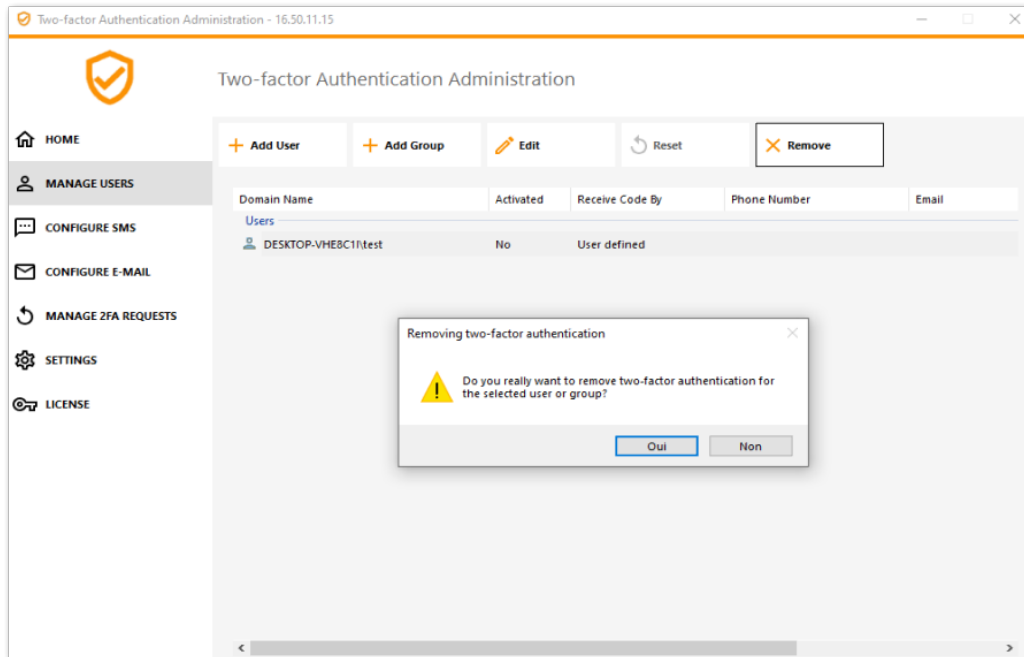 Two-factor Authentication Administration - 16.50.11.15
Two-factor Authentication Administration
HOME
MANAGE USERS
CONFIGURE SMS
CONFIGURE E-MAIL
MANAGE 2FA REQUESTS
SETTINGS
LICENSE
Add User Add Group Edit Reset Remove
Domain Name Activated Receive Code By Phone Number Email
Users
DESKTOP-VHE8C1I\test No User defined
Removing two-factor authentication
Do you really want to remove two-factor authentication for
the selected user or group?
Oui Non